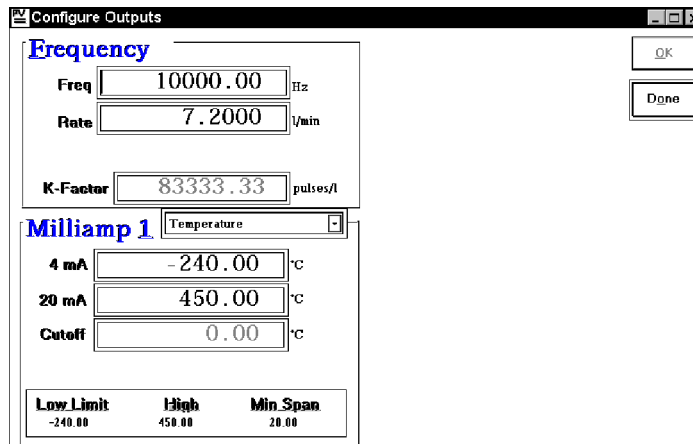 PV
Configure Outputs
Frequency
Freq 10000.00 Hz
Rate 7.2000 l/min
K-Factor 83333.33 pulses/l
OK
Done
Milliamp 1 Temperature
4 mA -240.00 °C
20 mA 450.00 °C
Cutoff 0.00 °C
Low Limit High Min Span
-240.00 450.00 20.00